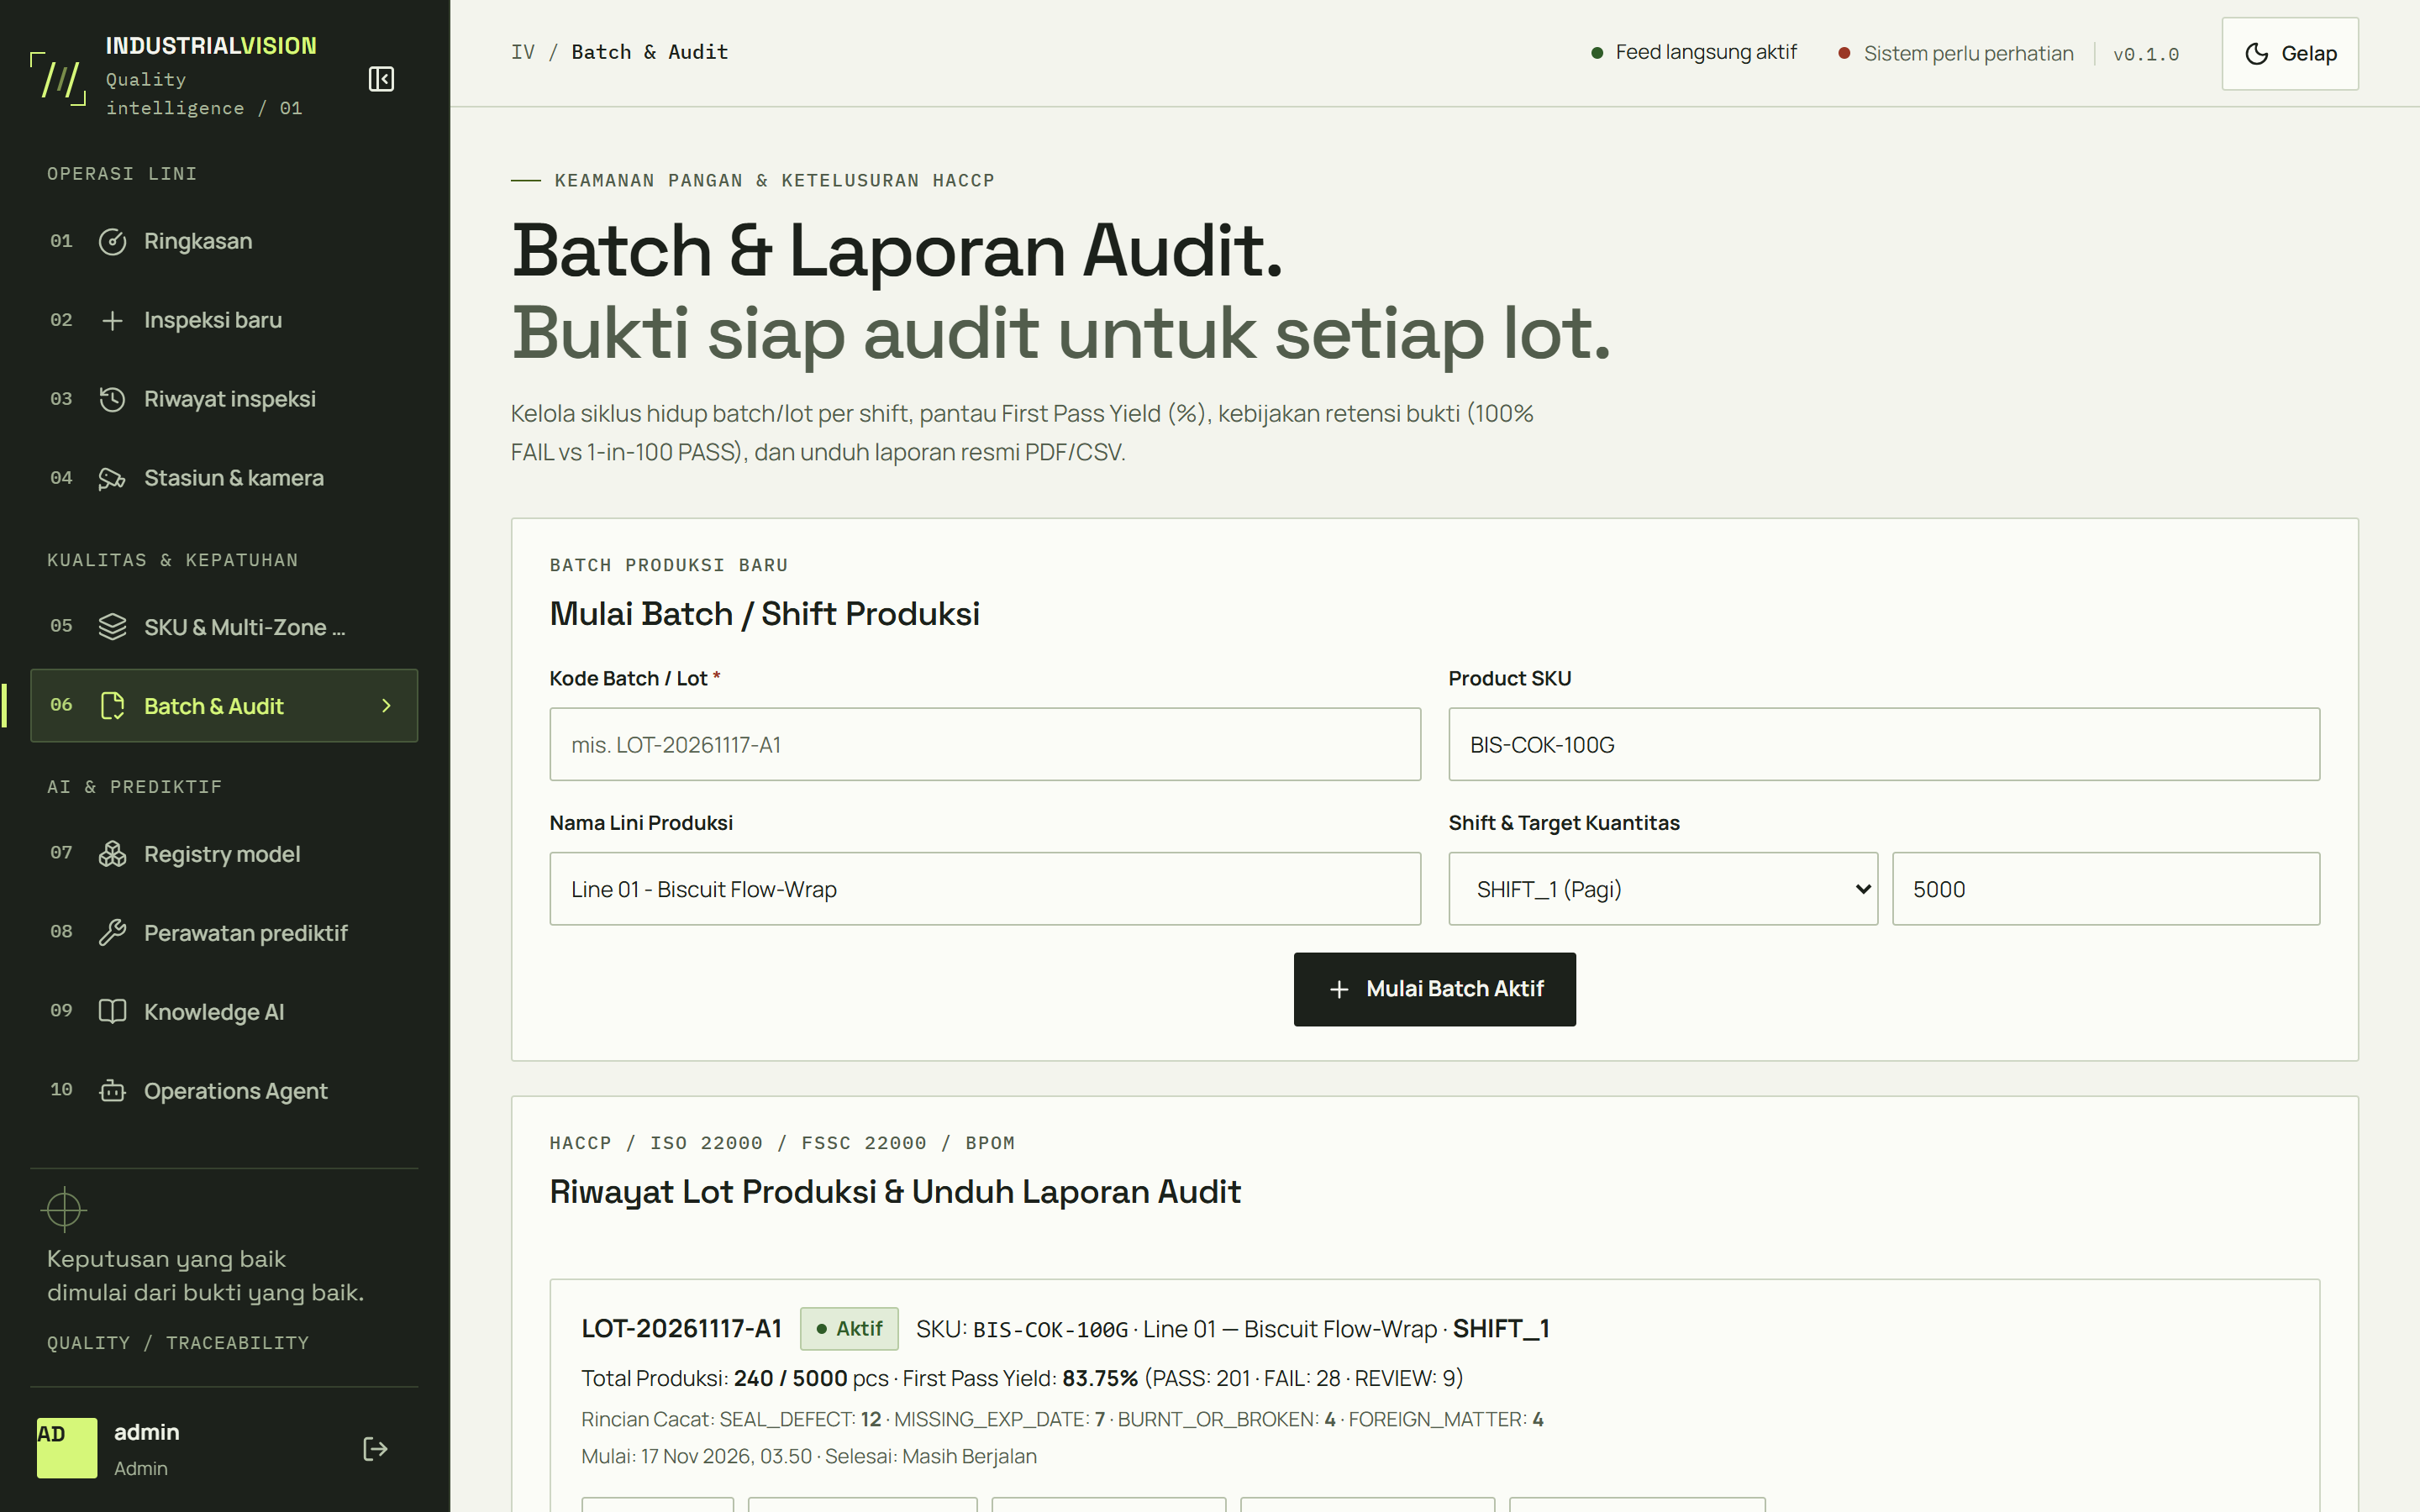 INDUSTRIALVISION
Quality
intelligence / 01
OPERASI LINI
01 Ringkasan
02 Inspeksi baru
03 Riwayat inspeksi
04 Stasiun & kamera
KUALITAS & KEPATUHAN
05 SKU & Multi-Zone ...
06 Batch & Audit
AI & PREDIKTIF
07 Registry model
08 Perawatan prediktif
09 Knowledge AI
10 Operations Agent
Keputusan yang baik
dimulai dari bukti yang baik.
QUALITY / TRACEABILITY
AD
admin
Admin
IV / Batch & Audit
Feed langsung aktif
Sistem perlu perhatian
v0.1.0
Gelap
KEAMANAN PANGAN & KETELUSURAN HACCP
Batch & Laporan Audit.
Bukti siap audit untuk setiap lot.
Kelola siklus hidup batch/lot per shift, pantau First Pass Yield (%), kebijakan retensi bukti (100%
FAIL vs 1-in-100 PASS), dan unduh laporan resmi PDF/CSV.
BATCH PRODUKSI BARU
Mulai Batch / Shift Produksi
Kode Batch / Lot *
mis. LOT-20261117-A1
Product SKU
BIS-COK-100G
Nama Lini Produksi
Line 01 - Biscuit Flow-Wrap
Shift & Target Kuantitas
SHIFT_1 (Pagi)
5000
Mulai Batch Aktif
HACCP / ISO 22000 / FSSC 22000 / BPOM
Riwayat Lot Produksi & Unduh Laporan Audit
LOT-20261117-A1 Aktif SKU: BIS-COK-100G · Line 01 — Biscuit Flow-Wrap · SHIFT_1
Total Produksi: 240 / 5000 pcs · First Pass Yield: 83.75% (PASS: 201 · FAIL: 28 · REVIEW: 9)
Rincian Cacat: SEAL_DEFECT: 12 · MISSING_EXP_DATE: 7 · BURNT_OR_BROKEN: 4 · FOREIGN_MATTER: 4
Mulai: 17 Nov 2026, 03.50 · Selesai: Masih Berjalan